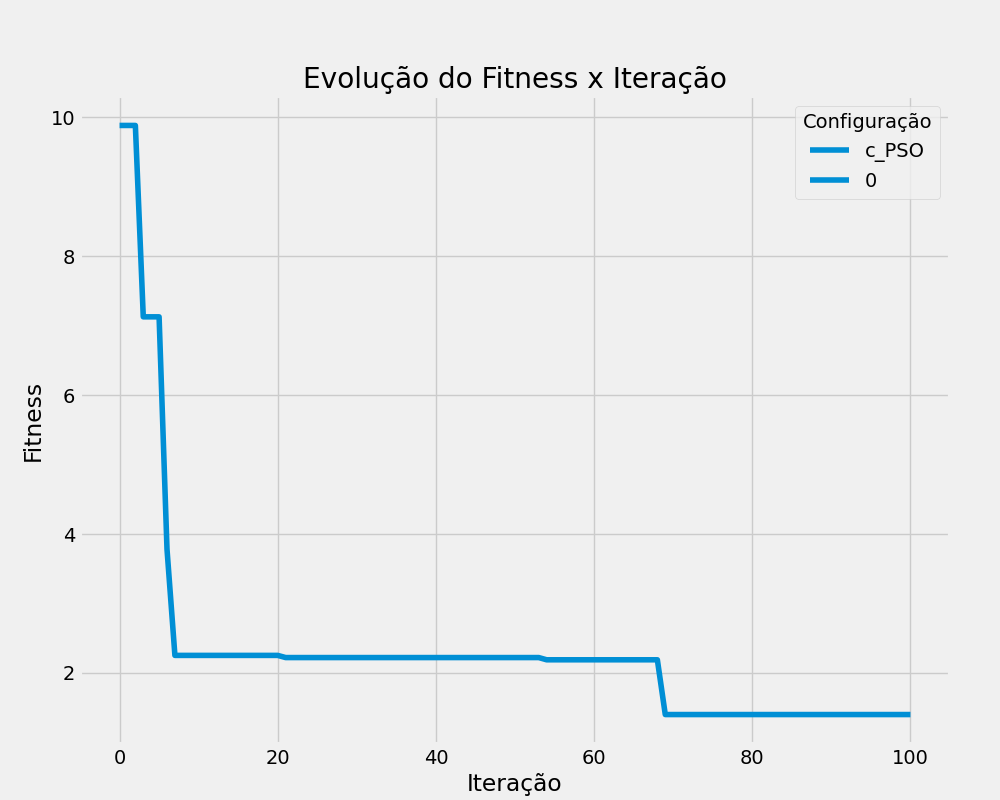 Evolução do Fitness x Iteração
Configuração
c_PSO
0
Fitness
10
8
6
4
2
0 20 40 60 80 100
Iteração